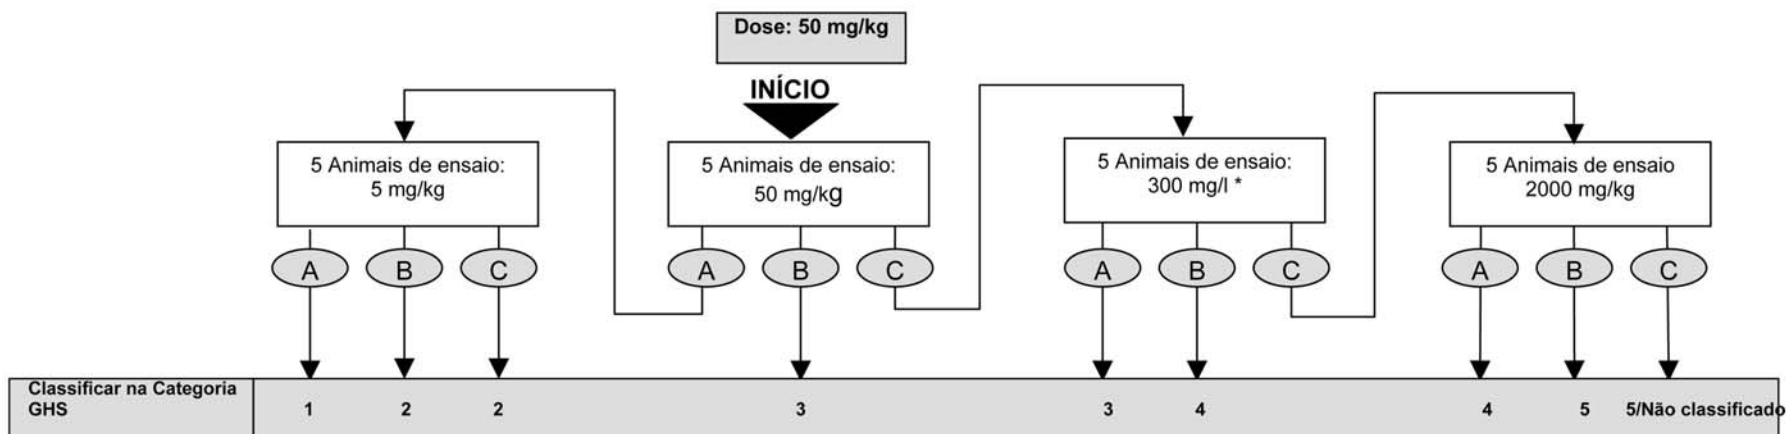 Dose: 50 mg/kg
INÍCIO
5 Animais de ensaio:
5 mg/kg
5 Animais de ensaio:
50 mg/kg
5 Animais de ensaio:
300 mg/l *
5 Animais de ensaio
2000 mg/kg
A B C A B C A B C A B C
Classificar na Categoria
GHS 1 2 2 3 3 4 4 5 5/Não classificado